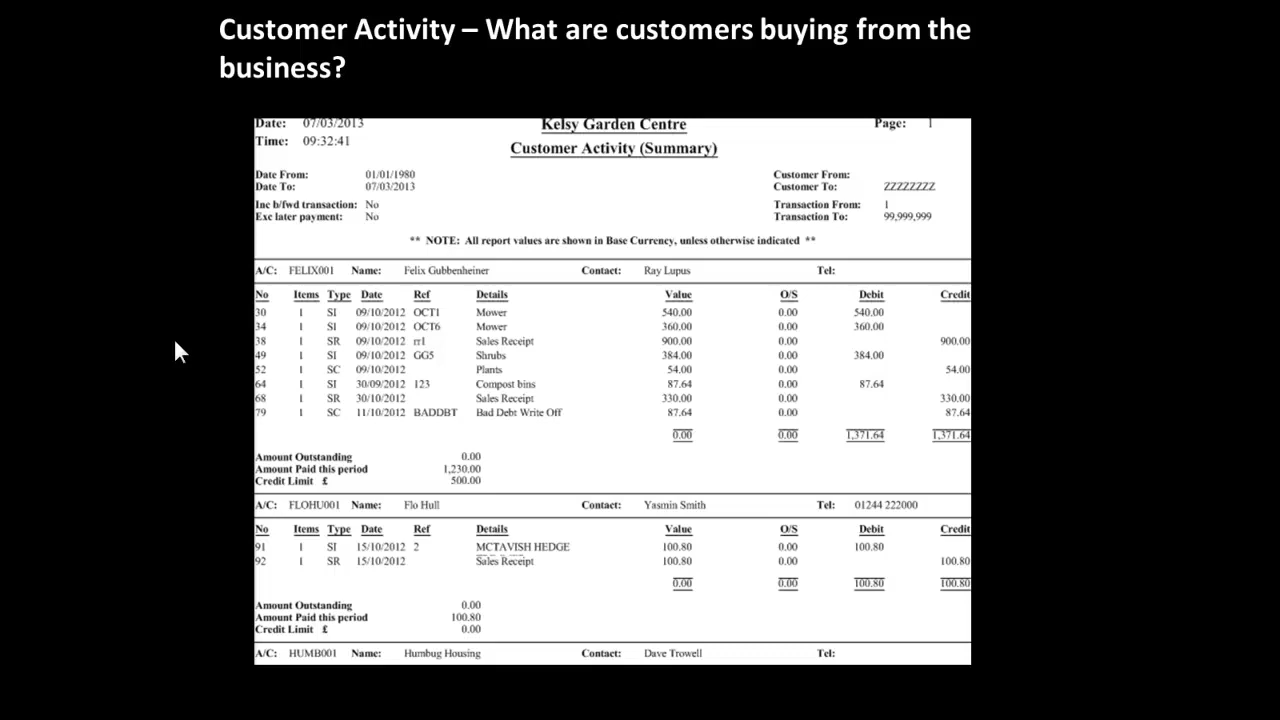 Customer Activity – What are customers buying from the
business?
Date: 07/03/2013 Kelsy Garden Centre Page: 1
Time: 09:32:41 Customer Activity (Summary)
Date From: 01/01/1980 Customer From:
Date To: 07/03/2013 Customer To: ZZZZZZZZ
Inc b/fwd transaction: No Transaction From: 1
Exc later payment: No Transaction To: 99,999,999
** NOTE: All report values are shown in Base Currency, unless otherwise indicated **
A/C: FELIX001 Name: Felix Gubbenheiner Contact: Ray Lupus Tel:
No Items Type Date Ref Details Value O/S Debit Credit
30 1 SI 09/10/2012 OCT1 Mower 540.00 0.00 540.00
34 1 SI 09/10/2012 OCT6 Mower 360.00 0.00 360.00
38 1 SR 09/10/2012 rr1 Sales Receipt 900.00 0.00 900.00
49 1 SI 09/10/2012 GG5 Shrubs 384.00 0.00 384.00
52 1 SC 09/10/2012 Plants 54.00 0.00 54.00
64 1 SI 30/09/2012 123 Compost bins 87.64 0.00 87.64
68 1 SR 30/10/2012 Sales Receipt 330.00 0.00 330.00
79 1 SC 11/10/2012 BADDBT Bad Debt Write Off 87.64 0.00 87.64
0.00 0.00 1,371.64 1,371.64
Amount Outstanding 0.00
Amount Paid this period 1,230.00
Credit Limit £ 500.00
A/C: FLOHU001 Name: Flo Hull Contact: Yasmin Smith Tel: 01244 222000
No Items Type Date Ref Details Value O/S Debit Credit
91 1 SI 15/10/2012 2 MCTAVISH HEDGE 100.80 0.00 100.80
92 1 SR 15/10/2012 Sales Receipt 100.80 0.00 100.80
0.00 0.00 100.80 100.80
Amount Outstanding 0.00
Amount Paid this period 100.80
Credit Limit £ 0.00
A/C: HUMB001 Name: Humbug Housing Contact: Dave Trowell Tel: